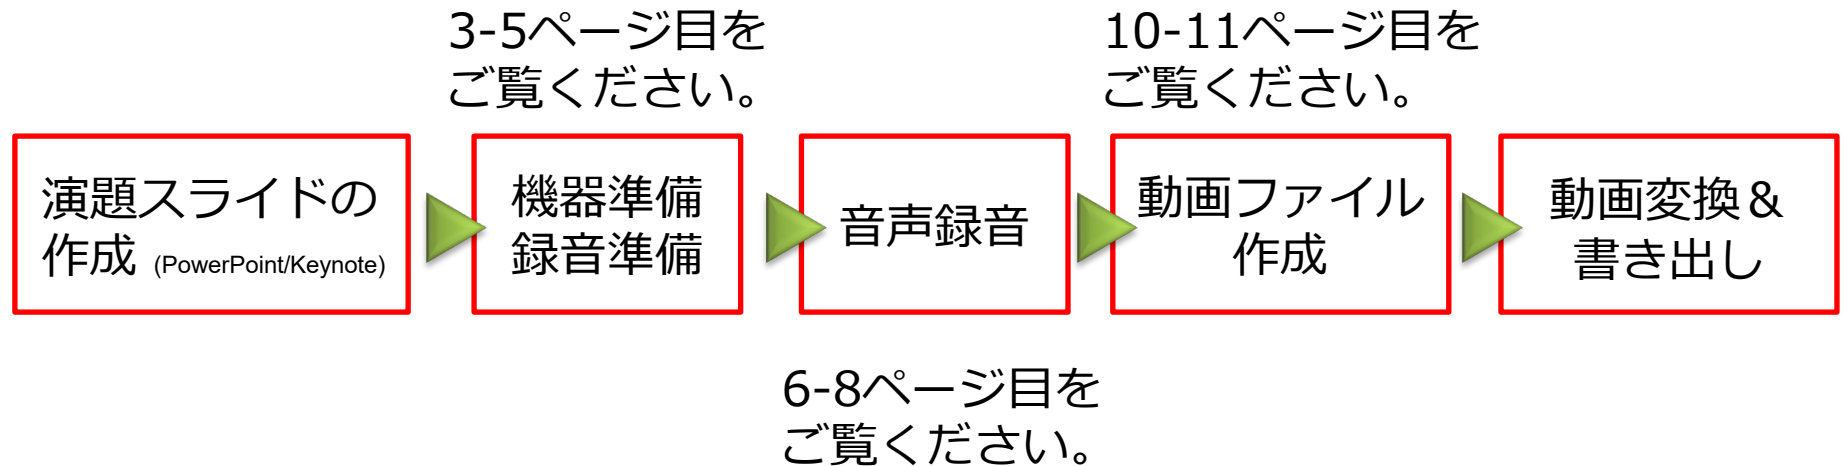 3-5ページ目を
ご覧ください。
10-11ページ目を
ご覧ください。
演題スライドの
作成 (PowerPoint/Keynote)
機器準備
録音準備
音声録音
動画ファイル
作成
動画変換&
書き出し
6-8ページ目を
ご覧ください。